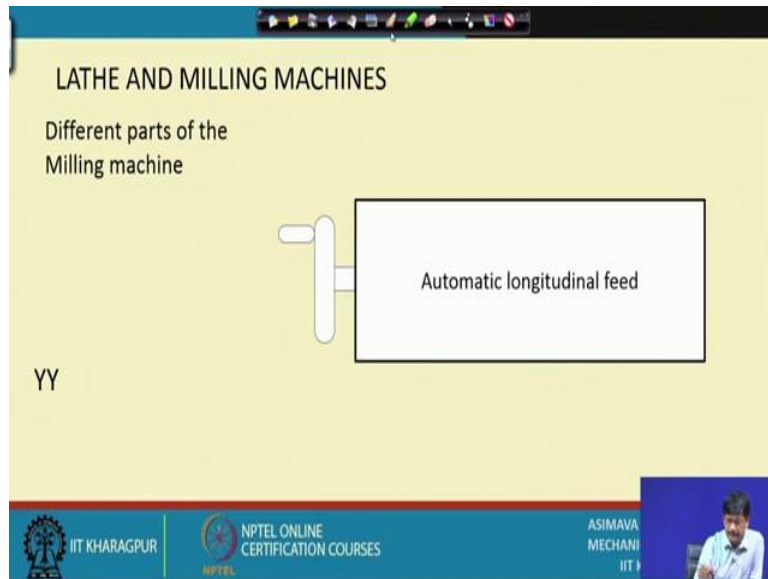 LATHE AND MILLING MACHINES
Different parts of the
Milling machine
Automatic longitudinal feed
YY
IIT KHARAGPUR
NPTEL
NPTEL ONLINE
CERTIFICATION COURSES
ASIMAVA
MECHANI
IIT